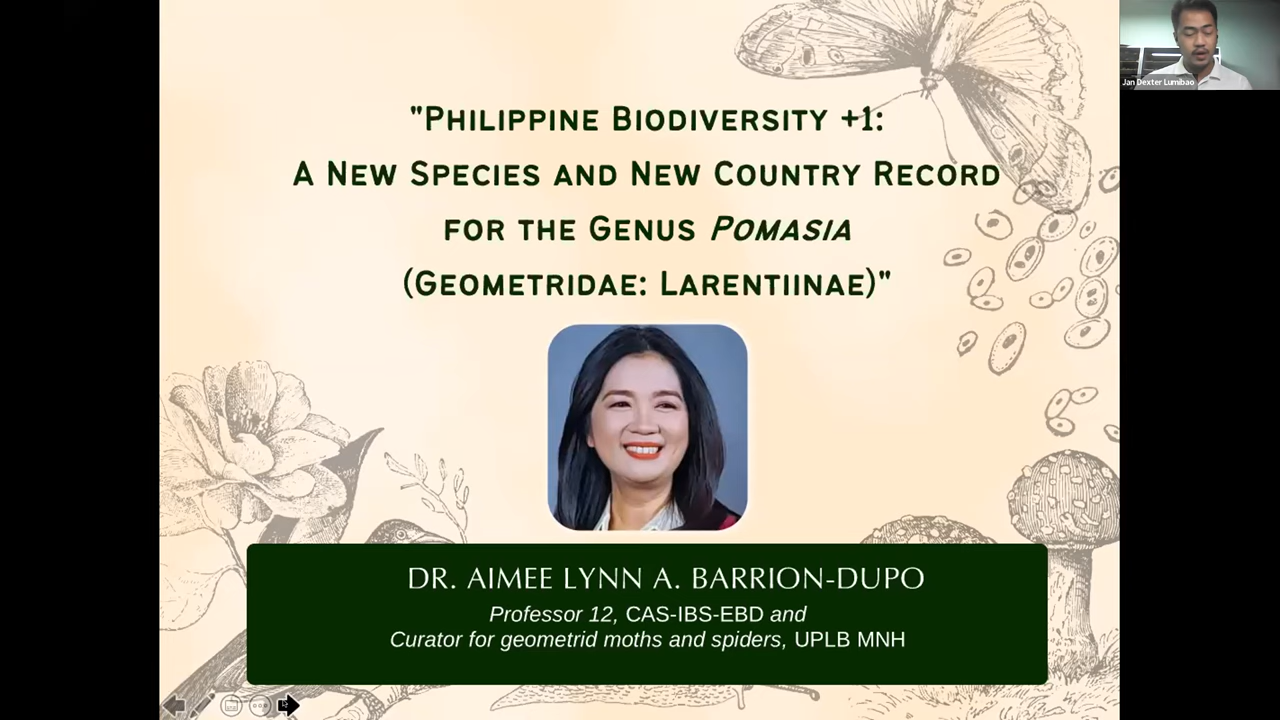 "PHILIPPINE BIODIVERSITY +1:
A NEW SPECIES AND NEW COUNTRY RECORD
FOR THE GENUS POMASIA
(GEOMETRIDAE: LARENTIINAE)"
DR. AIMEE LYNN A. BARRION-DUPO
Professor 12, CAS-IBS-EBD and
Curator for geometrid moths and spiders, UPLB MNH
Jan Dexter Lumibao